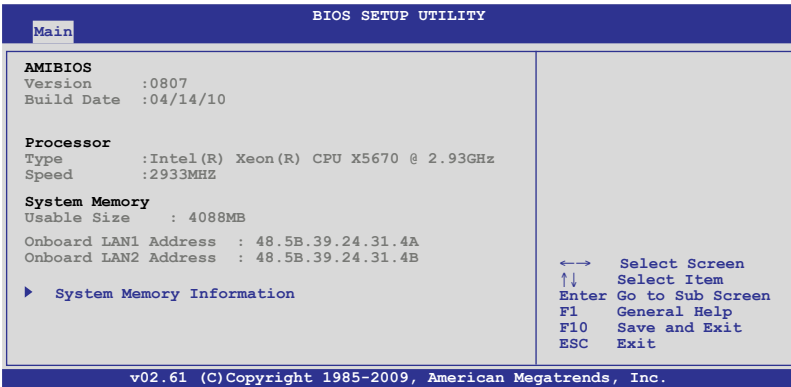 BIOS SETUP UTILITY
Main
AMIBIOS
Version :0807
Build Date :04/14/10
Processor
Type :Intel(R) Xeon(R) CPU X5670 @ 2.93GHz
Speed :2933MHZ
System Memory
Usable Size : 4088MB
Onboard LAN1 Address : 48.5B.39.24.31.4A
Onboard LAN2 Address : 48.5B.39.24.31.4B
System Memory Information
←→ Select Screen
↑↓ Select Item
Enter Go to Sub Screen
F1 General Help
F10 Save and Exit
ESC Exit
v02.61 (C)Copyright 1985-2009, American Megatrends, Inc.